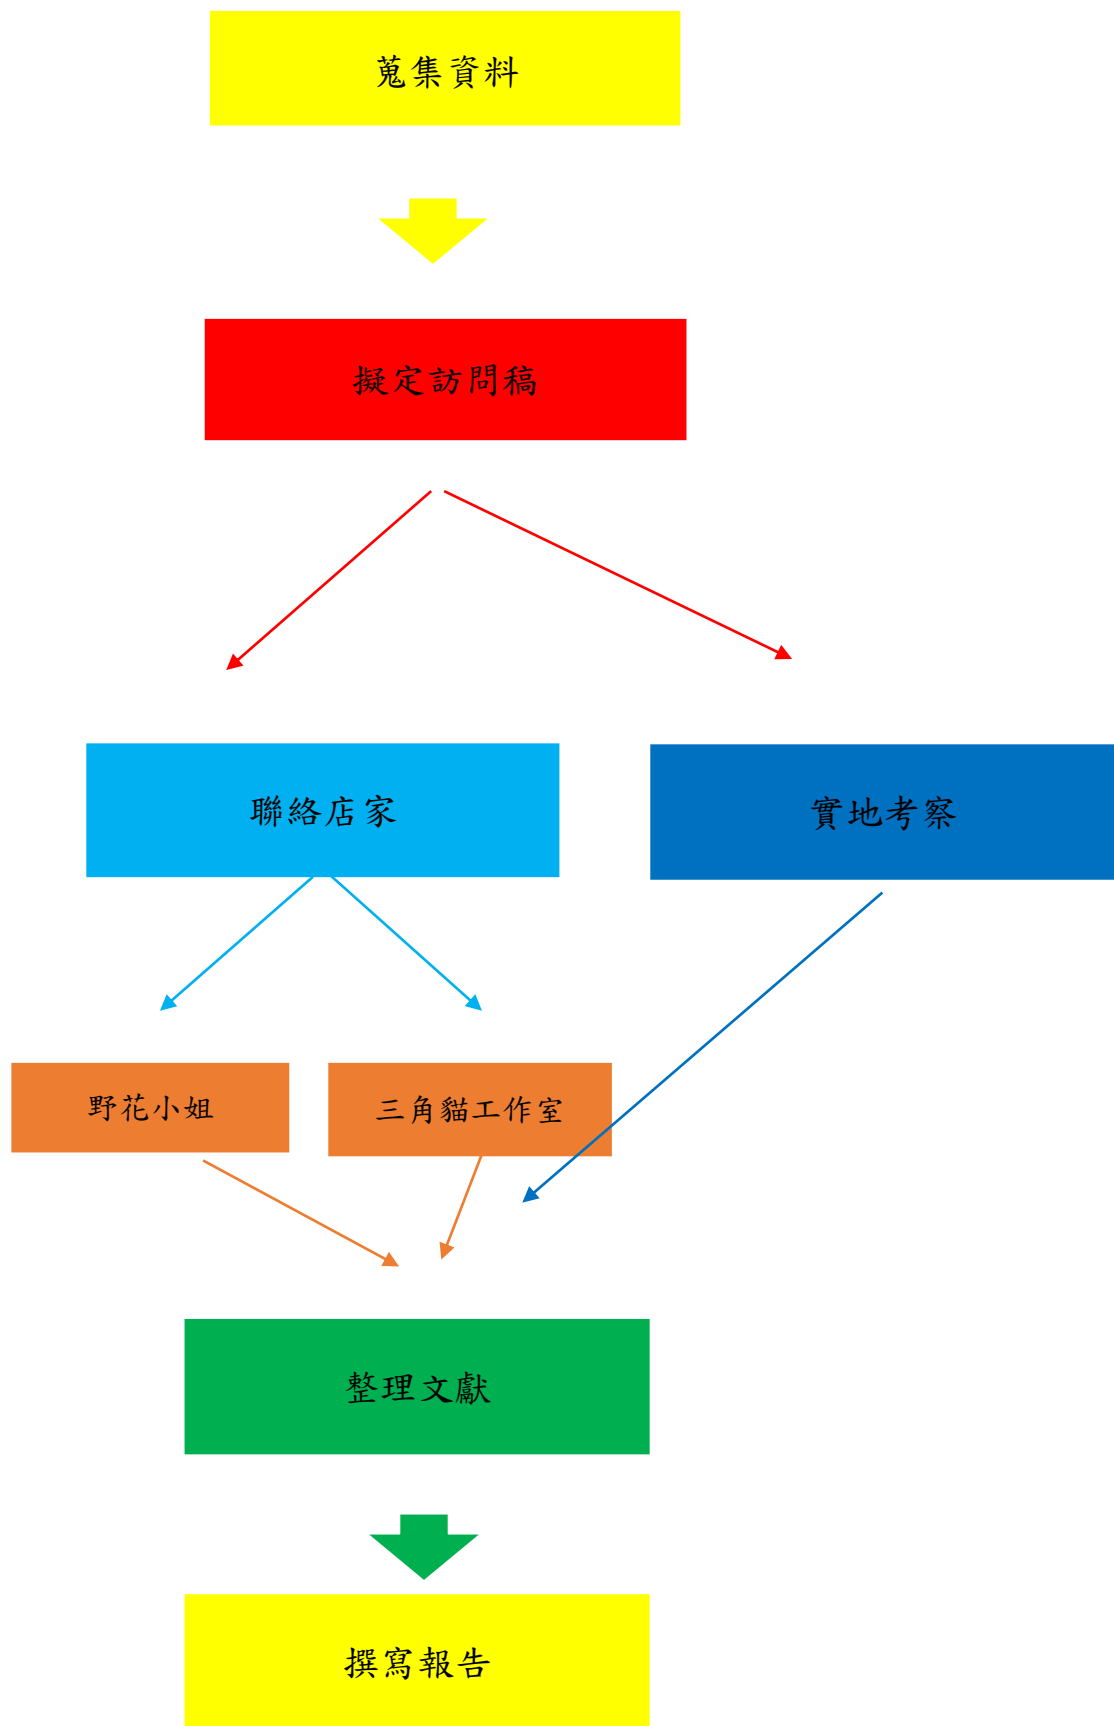 蒐集資料
擬定訪問稿
聯絡店家
實地考察
野花小姐
三角貓工作室
整理文獻
撰寫報告